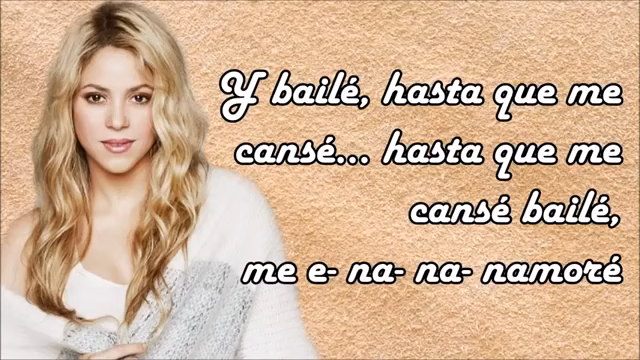 Y bailé, hasta que me
cansé... hasta que me
cansé bailé,
me e- na- na- namoré